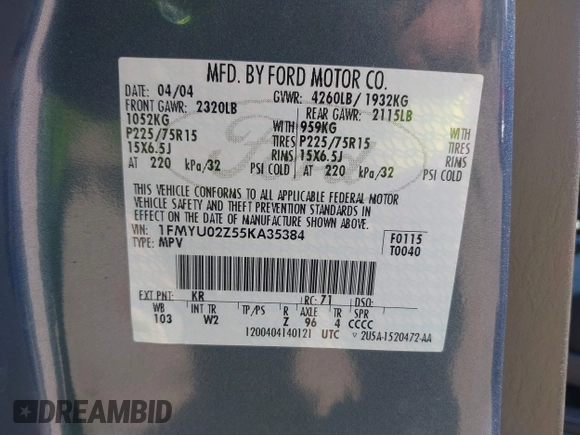 MFD. BY FORD MOTOR CO.
DATE 04/04 GVWR: 4260LB/ 1932KG
FRONT GAWR: 2320LB REAR GAWR: 2115LB
1052KG WITH 959KG WITH
P225/75R15 TIRES P225/75R15 TIRES
15X6.5J RIMS 15X6.5J RIMS
AT 220 kPa/32 PSI COLD AT 220 kPa/32 PSI COLD
Ford
THIS VEHICLE CONFORMS TO ALL APPLICABLE FEDERAL MOTOR
VEHICLE SAFETY AND THEFT PREVENTION STANDARDS IN
EFFECT ON THE DATE OF MANUFACTURE SHOWN ABOVE.
VIN: 1FMYU02Z55KA35384 F0115
TYPE: MPV T0040
EXT PNT: KR RC: 71 DSO:
WB INT TR TP/PS R AXLE TR SPR
103 W2 Z 96 4 CCCC
1200404140121 UTC 2U5A-1520472-AA
DREAMBID